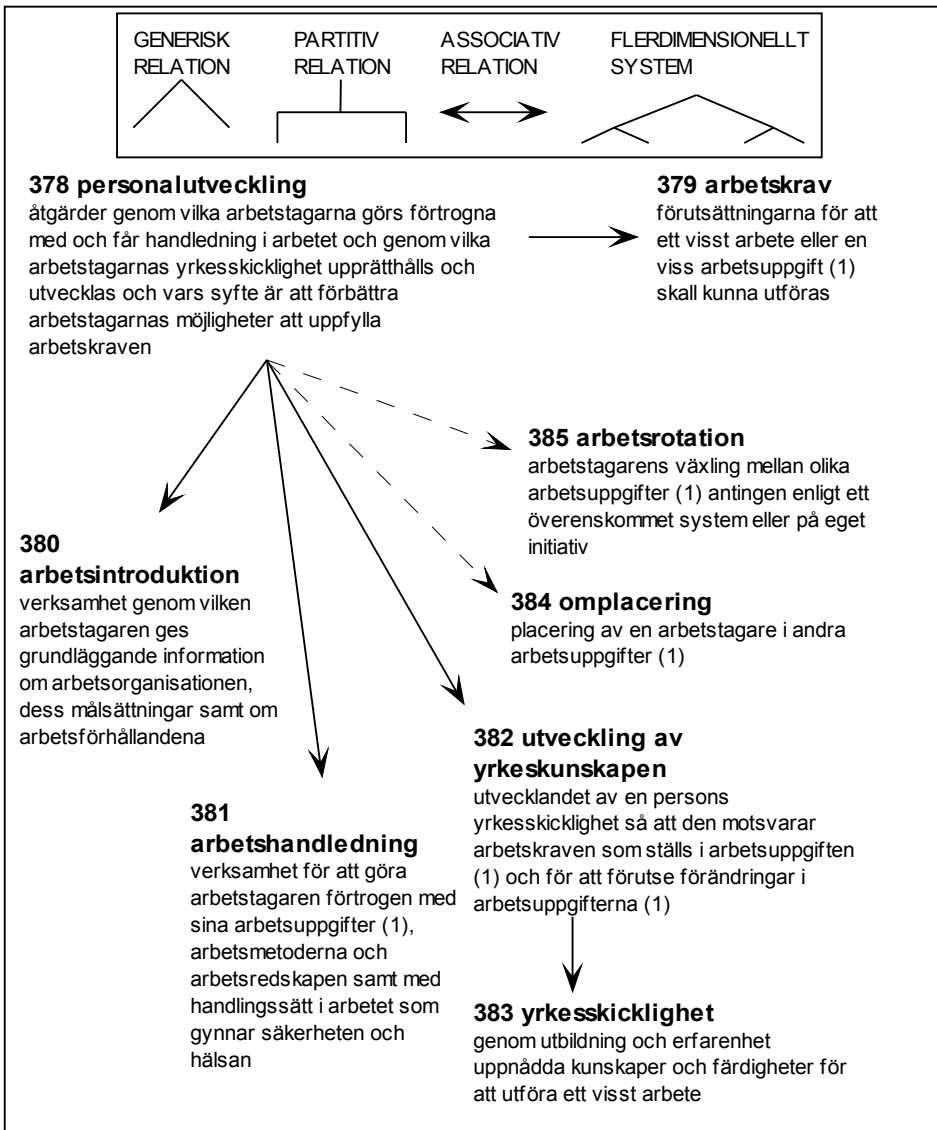 GENERISK RELATION
PARTITIV RELATION
ASSOCIATIV RELATION
FLERDIMENSIONELLT SYSTEM
378 personalutveckling
åtgärder genom vilka arbetstagarna görs förtrogna
med och får handledning i arbetet och genom vilka
arbetstagarnas yrkesskicklighet upprätthålls och
utvecklas och vars syfte är att förbättra
arbetstagarnas möjligheter att uppfylla
arbetskraven
379 arbetskrav
förutsättningarna för att
ett visst arbete eller en
viss arbetsuppgift (1)
skall kunna utföras
385 arbetsrotation
arbetstagarens växling mellan olika
arbetsuppgifter (1) antingen enligt ett
överenskommet system eller på eget
initiativ
380
arbetsintroduktion
verksamhet genom vilken
arbetstagaren ges
grundläggande information
om arbetsorganisationen,
dess målsättningar samt om
arbetsförhållandena
384 omplacering
placering av en arbetstagare i andra
arbetsuppgifter (1)
382 utveckling av
yrkeskunskapen
utvecklandet av en persons
yrkesskicklighet så att den motsvarar
arbetskraven som ställs i arbetsuppgiften
(1) och för att förutse förändringar i
arbetsuppgifterna (1)
381
arbetshandledning
verksamhet för att göra
arbetstagaren förtrogen med
sina arbetsuppgifter (1),
arbetsmetoderna och
arbetsredskapen samt med
handlingssätt i arbetet som
gynnar säkerheten och
hälsan
383 yrkesskicklighet
genom utbildning och erfarenhet
uppnådda kunskaper och färdigheter för
att utföra ett visst arbete